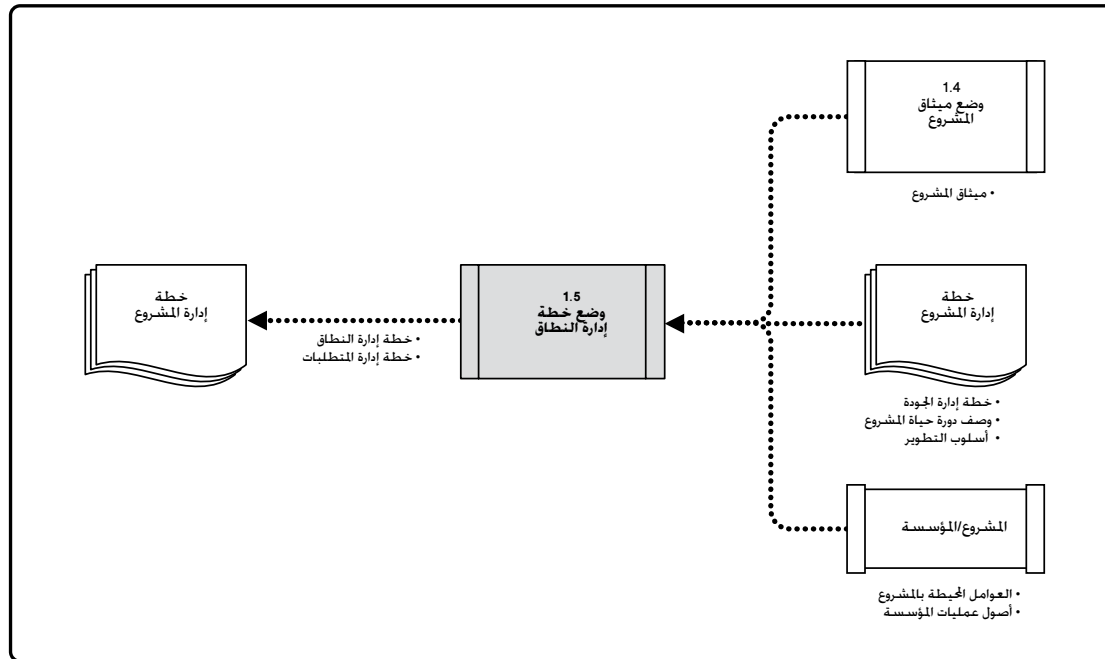 1.4
وضع ميثاق
المشروع
• ميثاق المشروع
خطة
إدارة المشروع
• خطة إدارة الجودة
• وصف دورة حياة المشروع
• أسلوب التطوير
المشروع/المؤسسة
• العوامل المحيطة بالمشروع
• أصول عمليات المؤسسة
1.5
وضع خطة
إدارة النطاق
• خطة إدارة النطاق
• خطة إدارة المتطلبات
خطة
إدارة المشروع